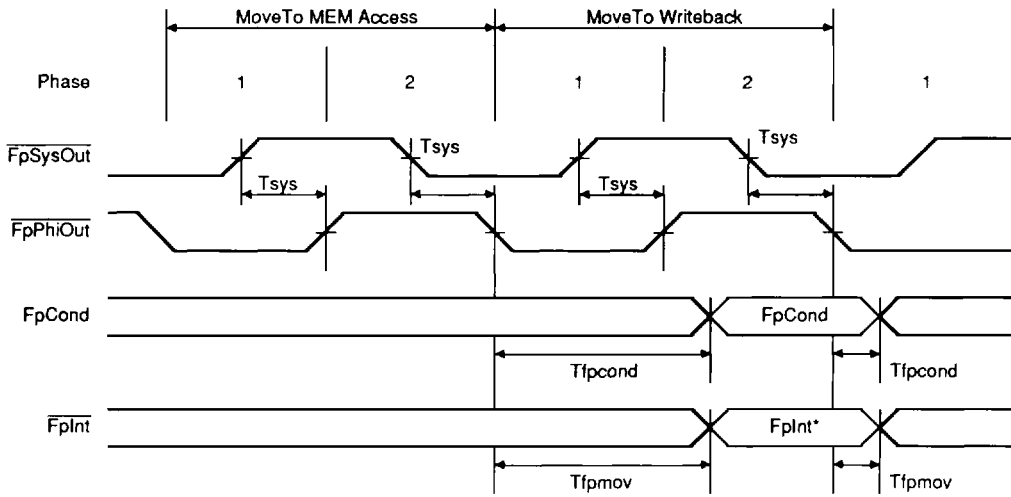 MoveTo MEM Access MoveTo Writeback
Phase 1 2 1 2 1
FpSysOut Tsys Tsys
Tsys Tsys
FpPhiOut
FpCond FpCond
Tfpcond Tfpcond
FpInt FpInt*
Tfpmov Tfpmov